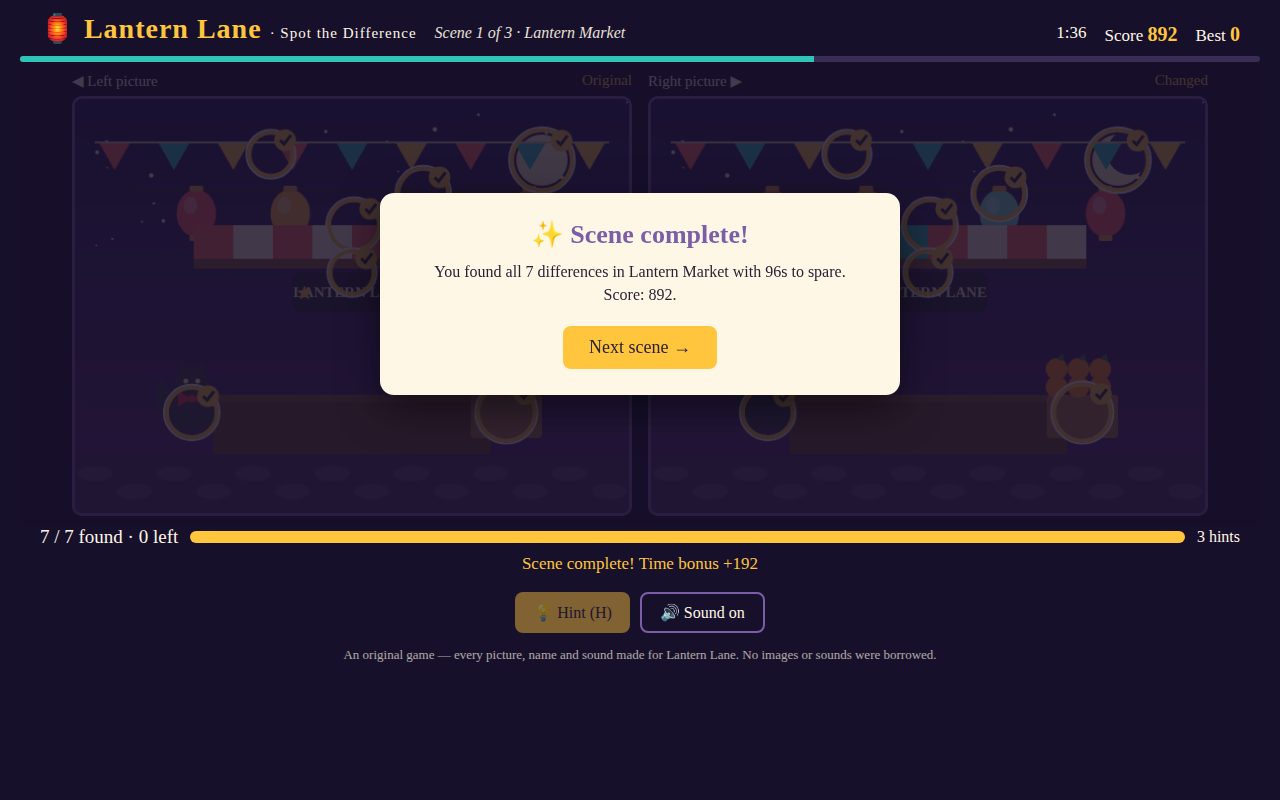 Lantern Lane · Spot the Difference Scene 1 of 3 · Lantern Market 1:36 Score 892 Best 0
◀ Left picture Original Right picture ▶ Changed
✨ Scene complete!
You found all 7 differences in Lantern Market with 96s to spare.
Score: 892.
Next scene →
LANTERN L
TERN LANE
7 / 7 found · 0 left 3 hints
Scene complete! Time bonus +192
Hint (H) Sound on
An original game — every picture, name and sound made for Lantern Lane. No images or sounds were borrowed.